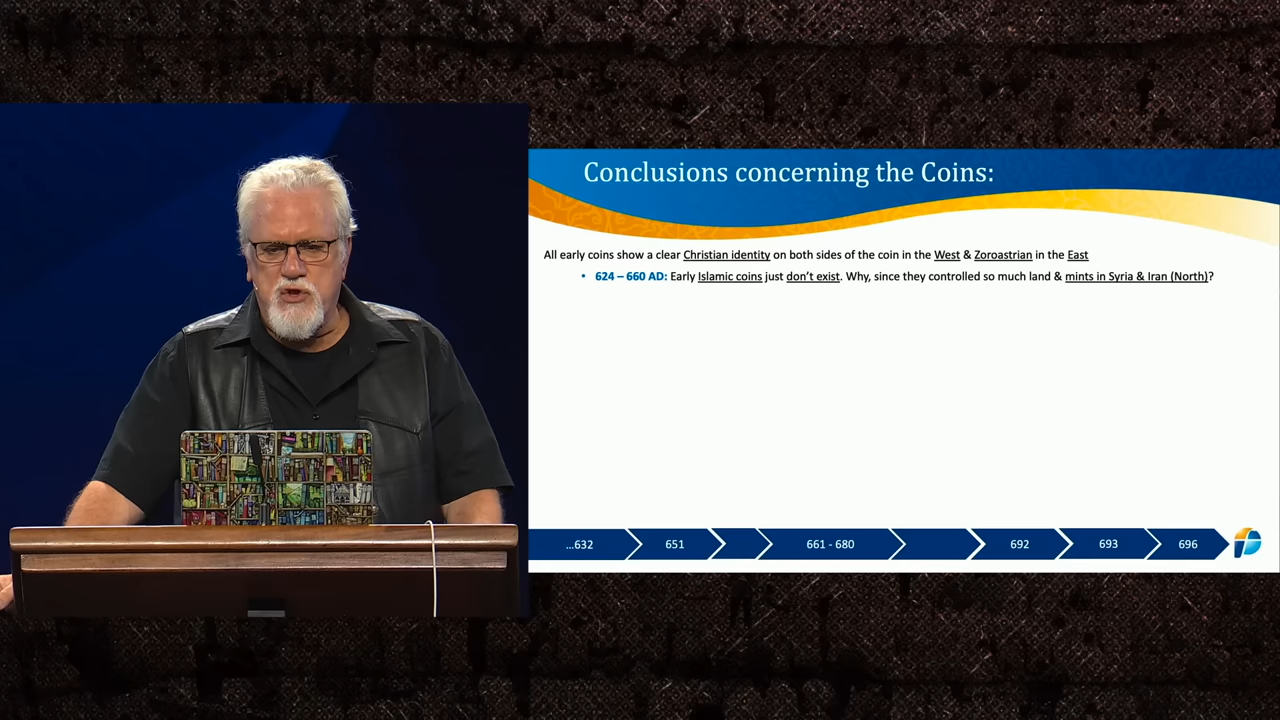 Conclusions concerning the Coins:
All early coins show a clear Christian identity on both sides of the coin in the West & Zoroastrian in the East
• 624 – 660 AD: Early Islamic coins just don't exist. Why, since they controlled so much land & mints in Syria & Iran (North)?
...632 651 661 - 680 692 693 696